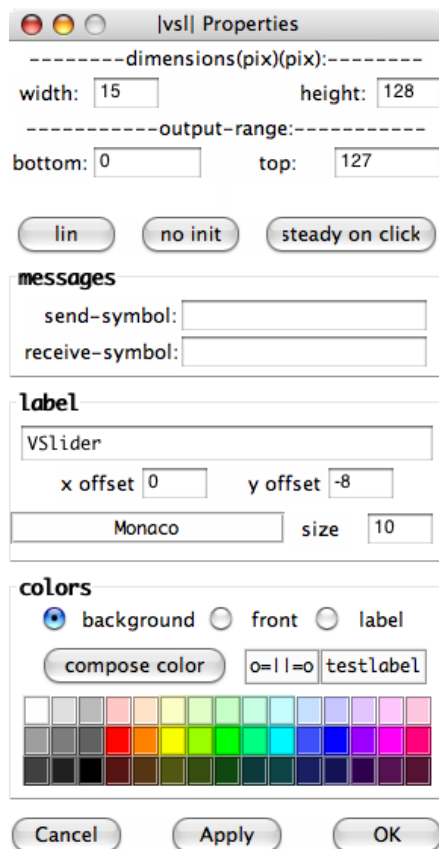 |vsl| Properties
--------dimensions(pix)(pix):--------
width: 15 height: 128
-----------output-range:-----------
bottom: 0 top: 127
lin no init steady on click
messages
send-symbol:
receive-symbol:
label
VSlider
x offset 0 y offset -8
Monaco size 10
colors
background front label
compose color o=||=o testlabel
Cancel Apply OK